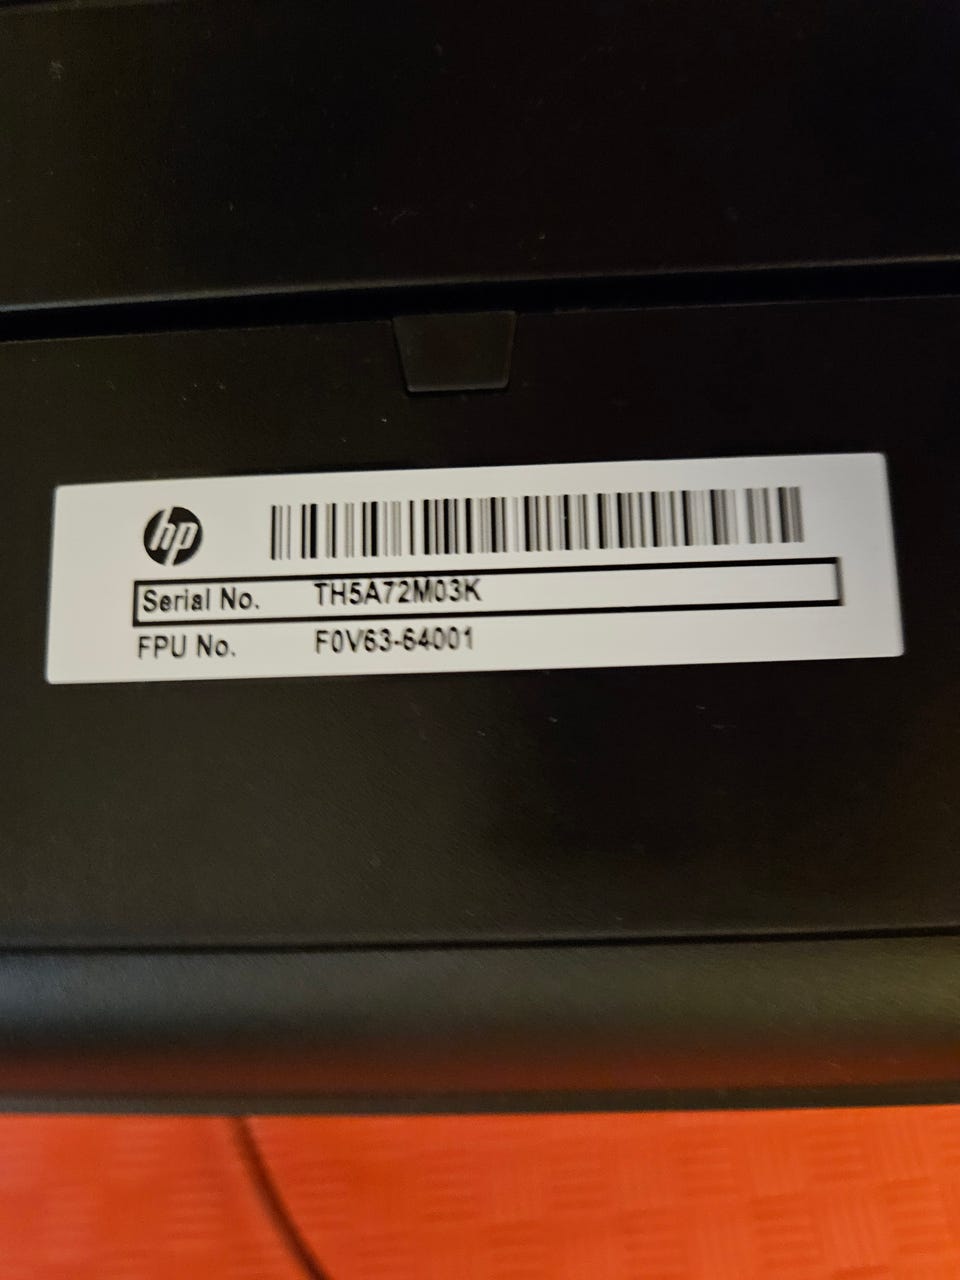 hp
Serial No. TH5A72M03K
FPU No. F0V63-64001